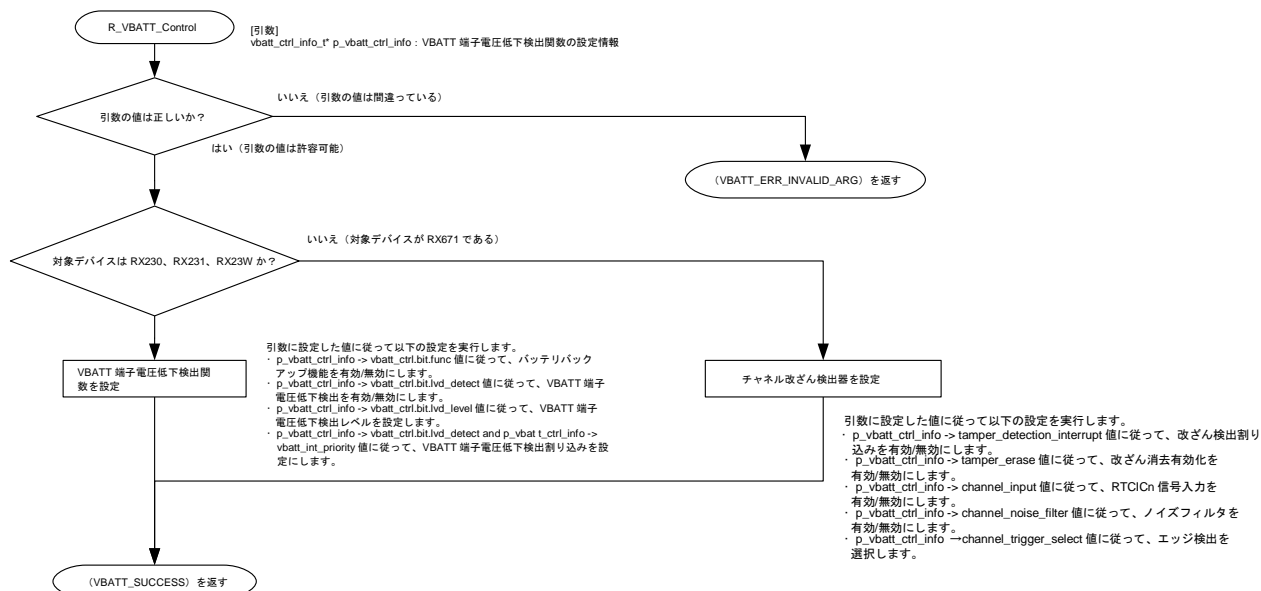 R_VBATT_Control
[引数]
vbatt_ctrl_info_t* p_vbatt_ctrl_info：VBATT 端子電圧低下検出関数の設定情報
いいえ（引数の値は間違っている）
引数の値は正しいか？
はい（引数の値は許容可能）
（VBATT_ERR_INVALID_ARG）を返す
いいえ（対象デバイスが RX671 である）
対象デバイスは RX230、RX231、RX23W か？
VBATT 端子電圧低下検出関
数を設定
引数に設定した値に従って以下の設定を実行します。
・ p_vbatt_ctrl_info -> vbatt_ctrl.bit.func 値に従って、バッテリバック
アップ機能を有効/無効にします。
・ p_vbatt_ctrl_info -> vbatt_ctrl.bit.lvd_detect 値に従って、VBATT 端子
電圧低下検出を有効/無効にします。
・ p_vbatt_ctrl_info -> vbatt_ctrl.bit.lvd_level 値に従って、VBATT 端子
電圧低下検出レベルを設定します。
・ p_vbatt_ctrl_info -> vbatt_ctrl.bit.lvd_detect and p_vbat t_ctrl_info ->
vbatt_int_priority 値に従って、VBATT 端子電圧低下検出割り込みを設
定にします。
チャネル改ざん検出器を設定
引数に設定した値に従って以下の設定を実行します。
・ p_vbatt_ctrl_info -> tamper_detection_interrupt 値に従って、改ざん検出割り
込みを有効/無効にします。
・ p_vbatt_ctrl_info -> tamper_erase 値に従って、改ざん消去有効化を
有効/無効にします。
・ p_vbatt_ctrl_info -> channel_input 値に従って、RTCICn 信号入力を
有効/無効にします。
・ p_vbatt_ctrl_info -> channel_noise_filter 値に従って、ノイズフィルタを
有効/無効にします。
・ p_vbatt_ctrl_info →channel_trigger_select 値に従って、エッジ検出を
選択します。
（VBATT_SUCCESS）を返す